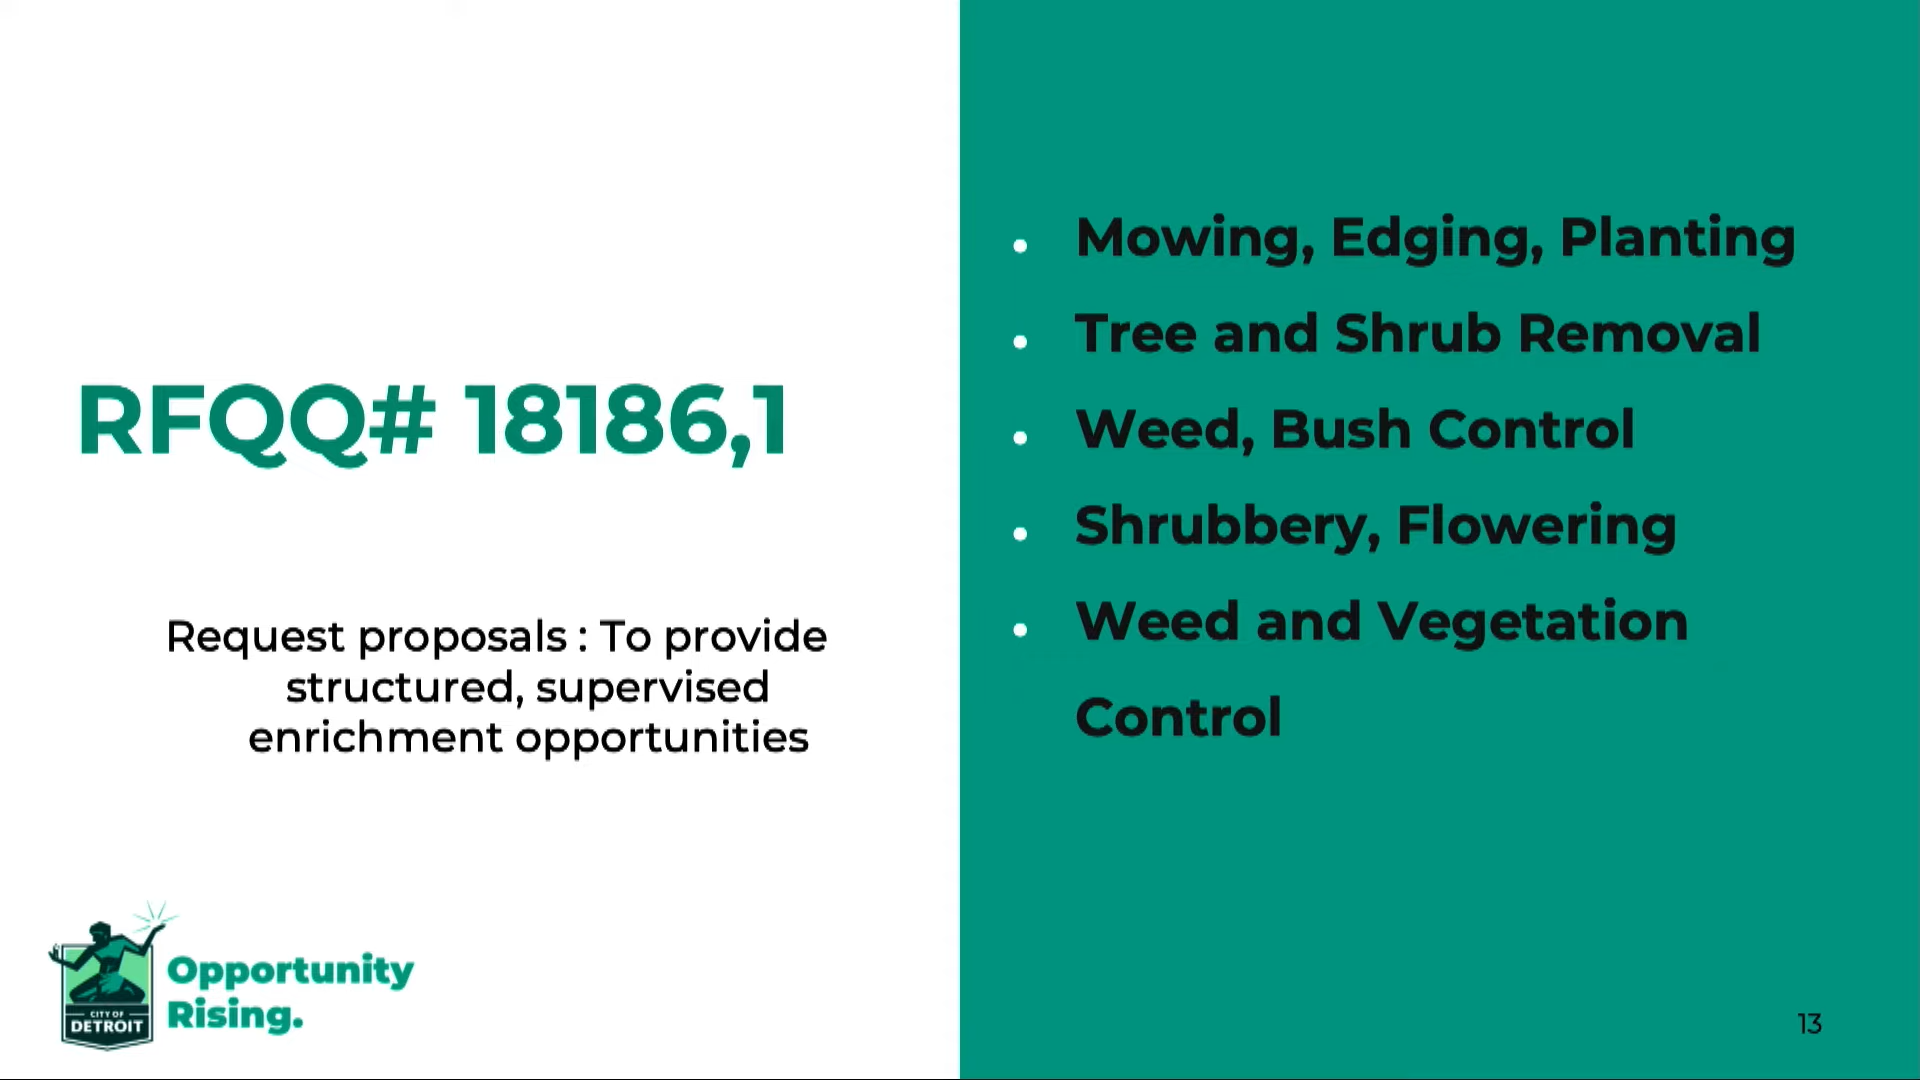 RFQQ# 18186,1
Request proposals : To provide
structured, supervised
enrichment opportunities
Mowing, Edging, Planting
Tree and Shrub Removal
Weed, Bush Control
Shrubbery, Flowering
Weed and Vegetation
Control
CITY OF
DETROIT
Opportunity
Rising.
13